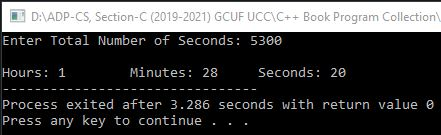 D:\ADP-CS, Section-C (2019-2021) GCUF UCC\C++ Book Program Collection\
Enter Total Number of Seconds: 5300
Hours: 1 Minutes: 28 Seconds: 20
--------------------------------
Process exited after 3.286 seconds with return value 0
Press any key to continue . . .